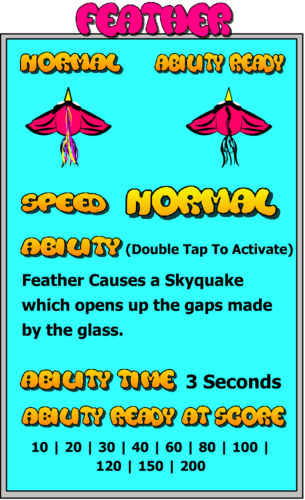 FEATHER
NORMAL ABILITY READY
SPEED NORMAL
ABILITY (Double Tap To Activate)
Feather Causes a Skyquake
which opens up the gaps made
by the glass.
ABILITY TIME 3 Seconds
ABILITY READY AT SCORE
10 | 20 | 30 | 40 | 60 | 80 | 100 |
120 | 150 | 200